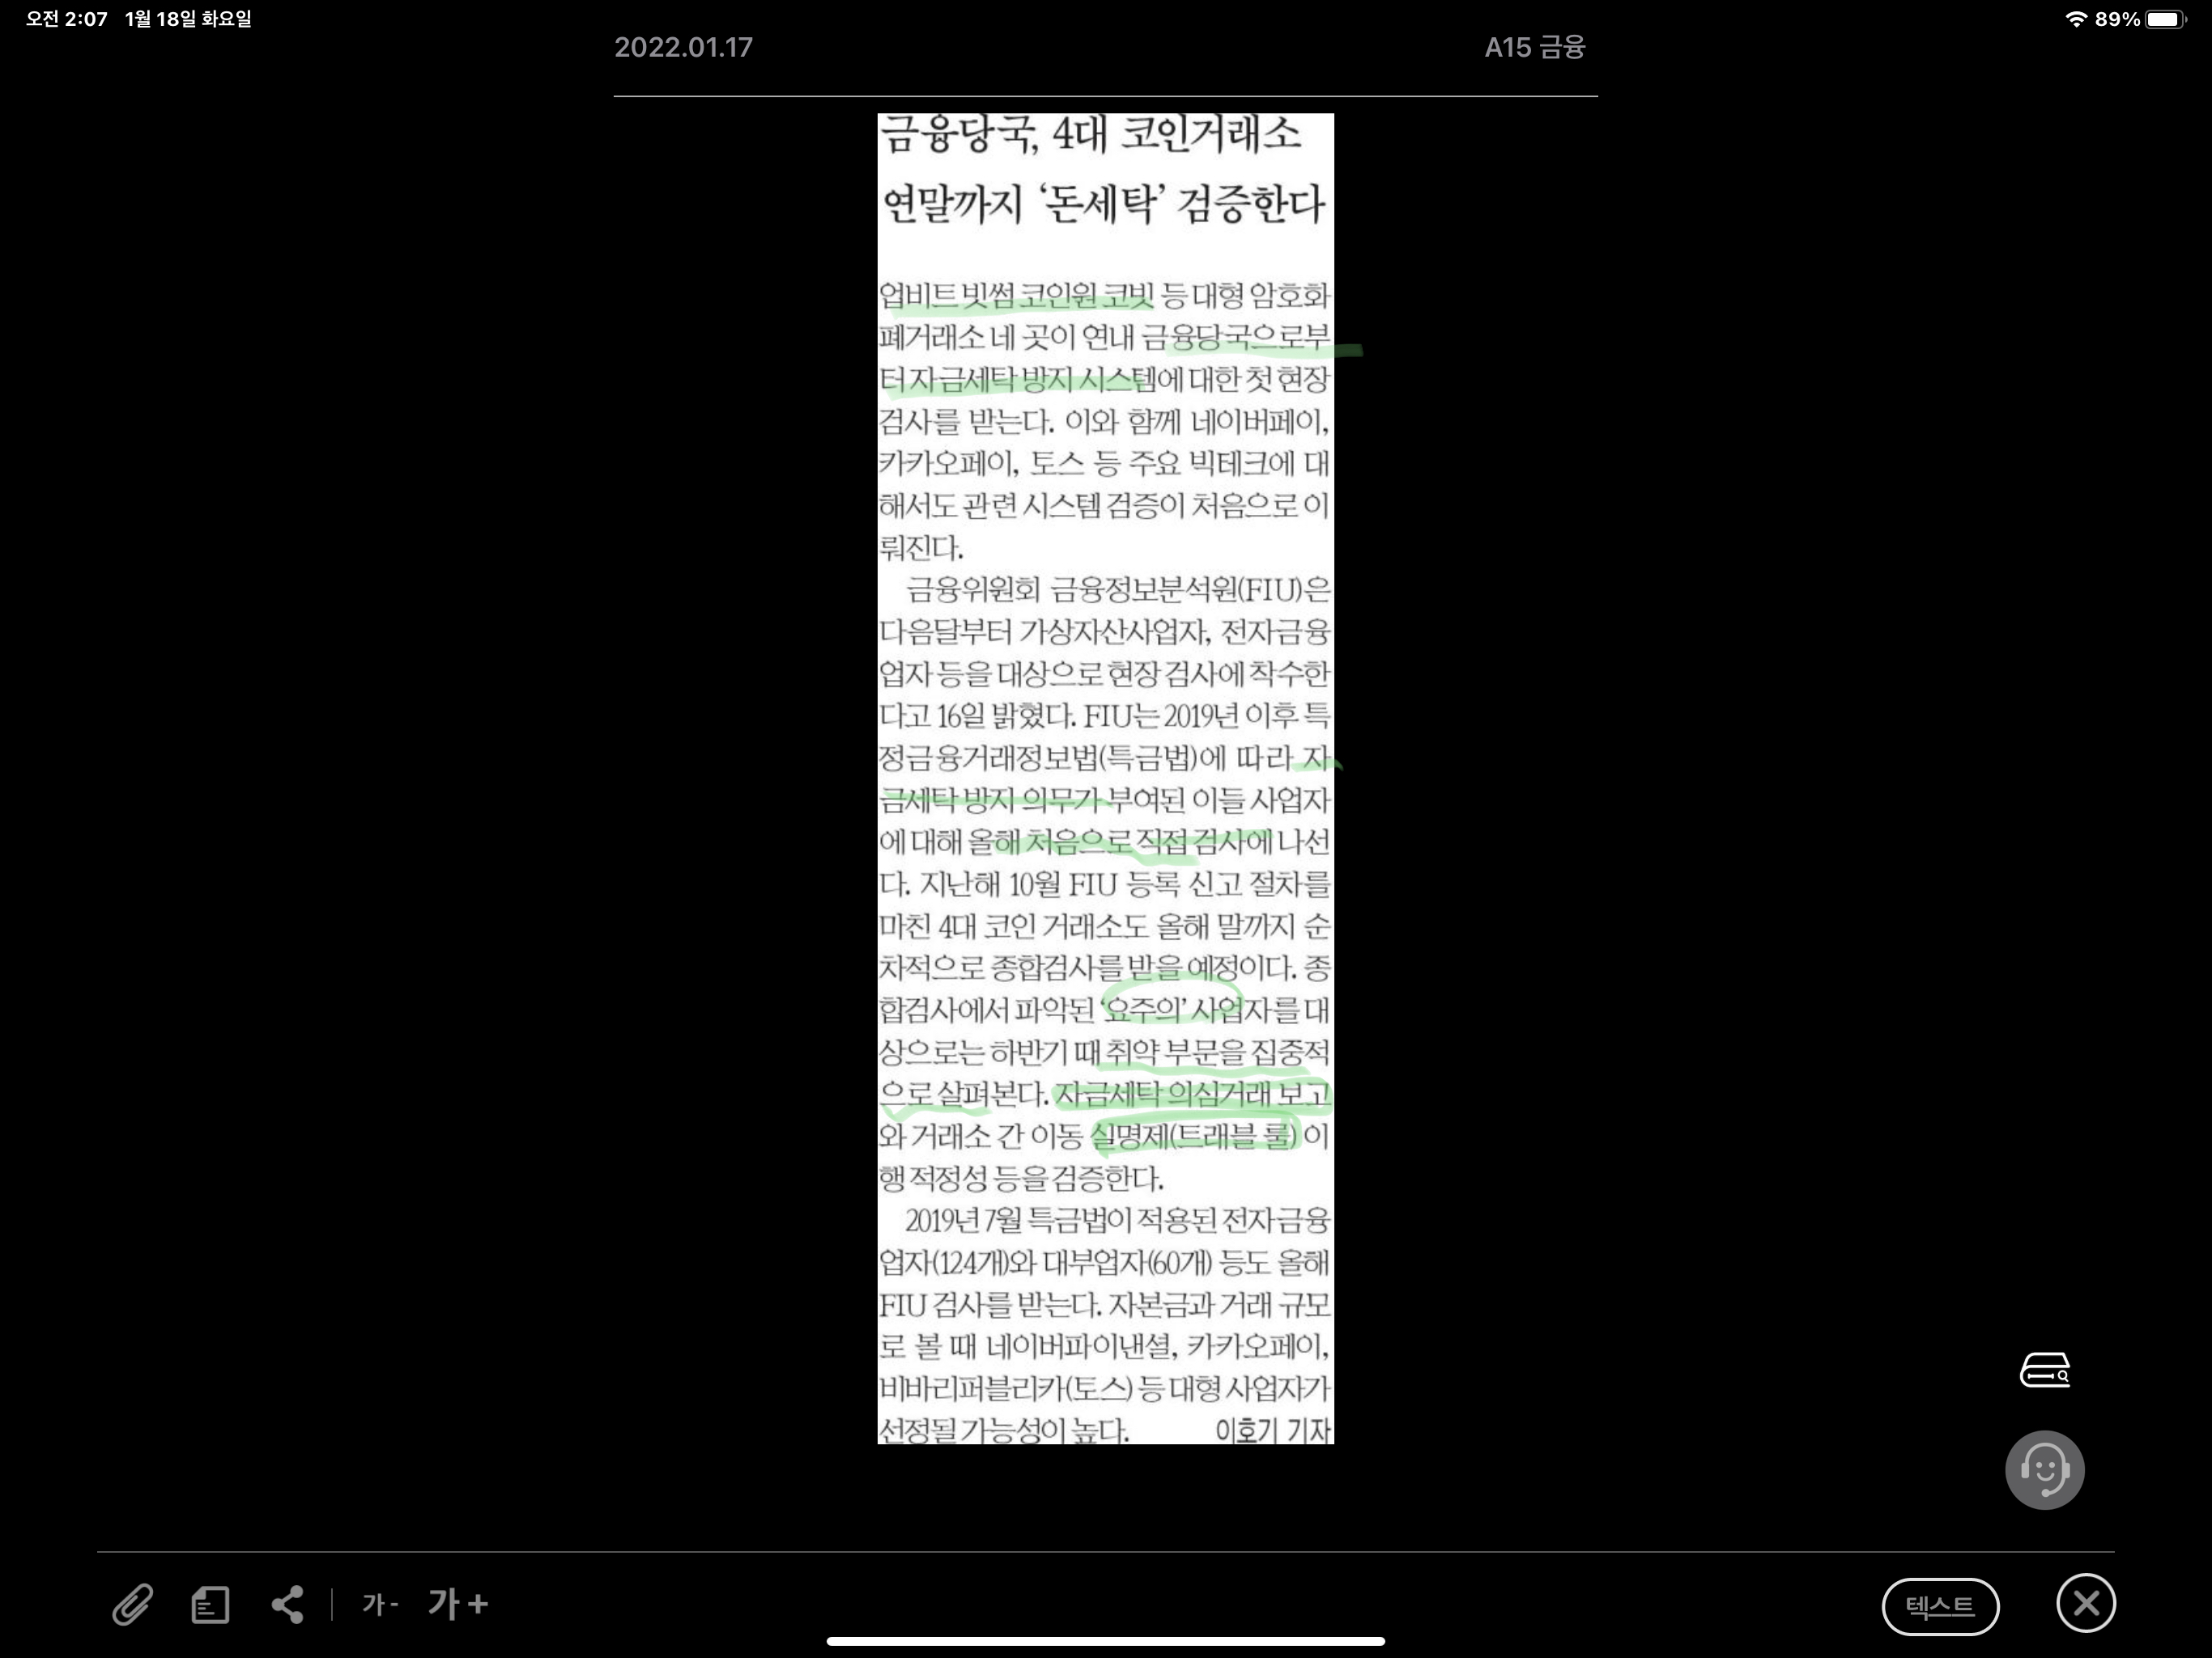 오전 2:07 1월 18일 화요일
89%
2022.01.17
A15 금융
금융당국, 4대 코인거래소
연말까지 ‘돈세탁’ 검증한다
업비트 빗썸 코인원 코빗 등 대형 암호화
폐거래소 네 곳이 연내 금융당국으로부
터 자금세탁 방지 시스템에 대한 첫 현장
검사를 받는다. 이와 함께 네이버페이,
카카오페이, 토스 등 주요 빅테크에 대
해서도 관련 시스템 검증이 처음으로 이
뤄진다.
금융위원회 금융정보분석원(FIU)은
다음달부터 가상자산사업자, 전자금융
업자 등을 대상으로 현장 검사에 착수한
다고 16일 밝혔다. FIU는 2019년 이후 특
정금융거래정보법(특금법)에 따라 자
금세탁 방지 의무가 부여된 이들 사업자
에 대해 올해 처음으로 직접 검사에 나선
다. 지난해 10월 FIU 등록 신고 절차를
마친 4대 코인 거래소도 올해 말까지 순
차적으로 종합검사를 받을 예정이다. 종
합검사에서 파악된 ‘요주의’ 사업자를 대
상으로는 하반기 때 취약 부문을 집중적
으로 살펴본다. 자금세탁 의심거래 보고
와 거래소 간 이동 실명제(트래블 룰) 이
행 적정성 등을 검증한다.
2019년 7월 특금법이 적용된 전자금융
업자(124개)와 대부업자(60개) 등도 올해
FIU 검사를 받는다. 자본금과 거래 규모
로 볼 때 네이버파이낸셜, 카카오페이,
비바리퍼블리카(토스) 등 대형 사업자가
선정될 가능성이 높다. 이호기 기자
가- 가+
텍스트